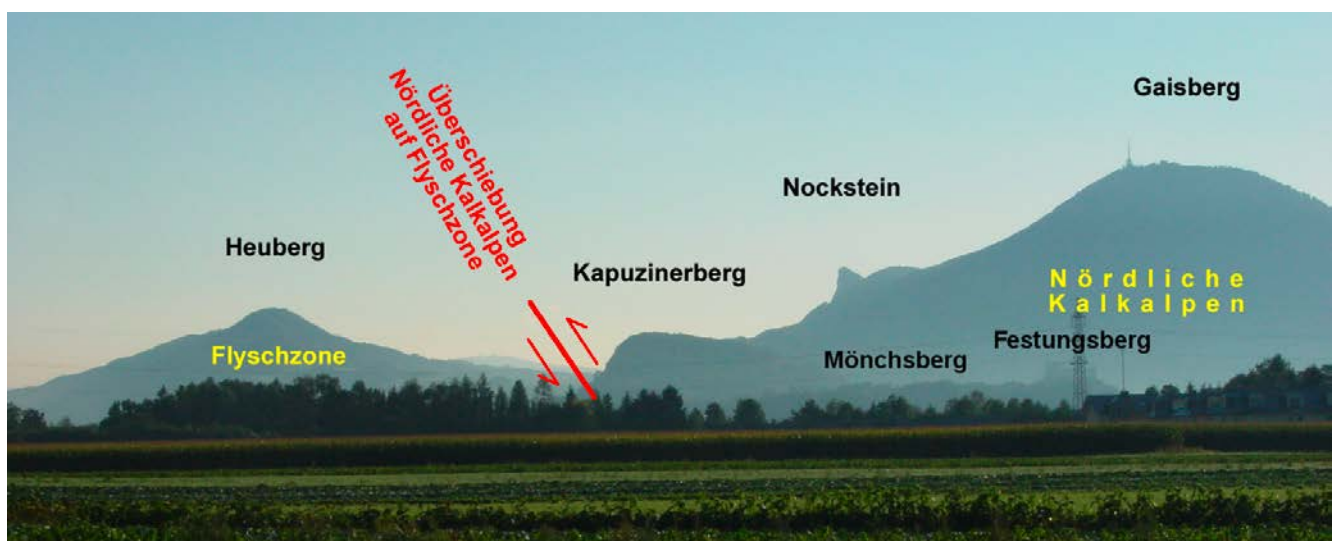 Gaisberg
Nockstein
Überschiebung
Nördliche Kalkalpen
auf Flyschzone
Heuberg
Kapuzinerberg
Nördliche
Kalkalpen
Festungsberg
Flyschzone
Mönchsberg